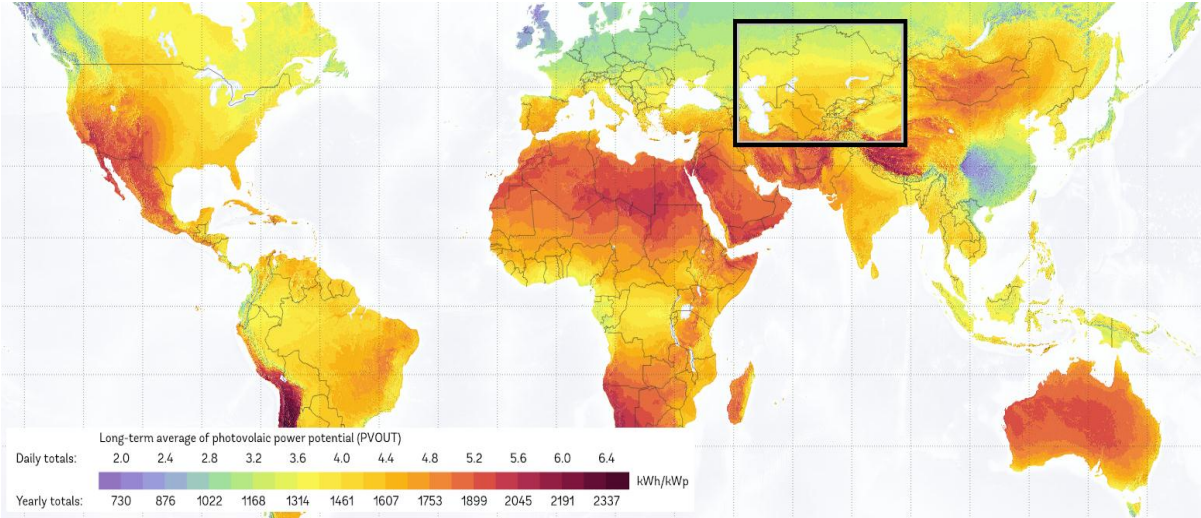 Long-term average of photovolaic power potential (PVOUT)
Daily totals: 2.0 2.4 2.8 3.2 3.6 4.0 4.4 4.8 5.2 5.6 6.0 6.4
kWh/kWp
Yearly totals: 730 876 1022 1168 1314 1461 1607 1753 1899 2045 2191 2337